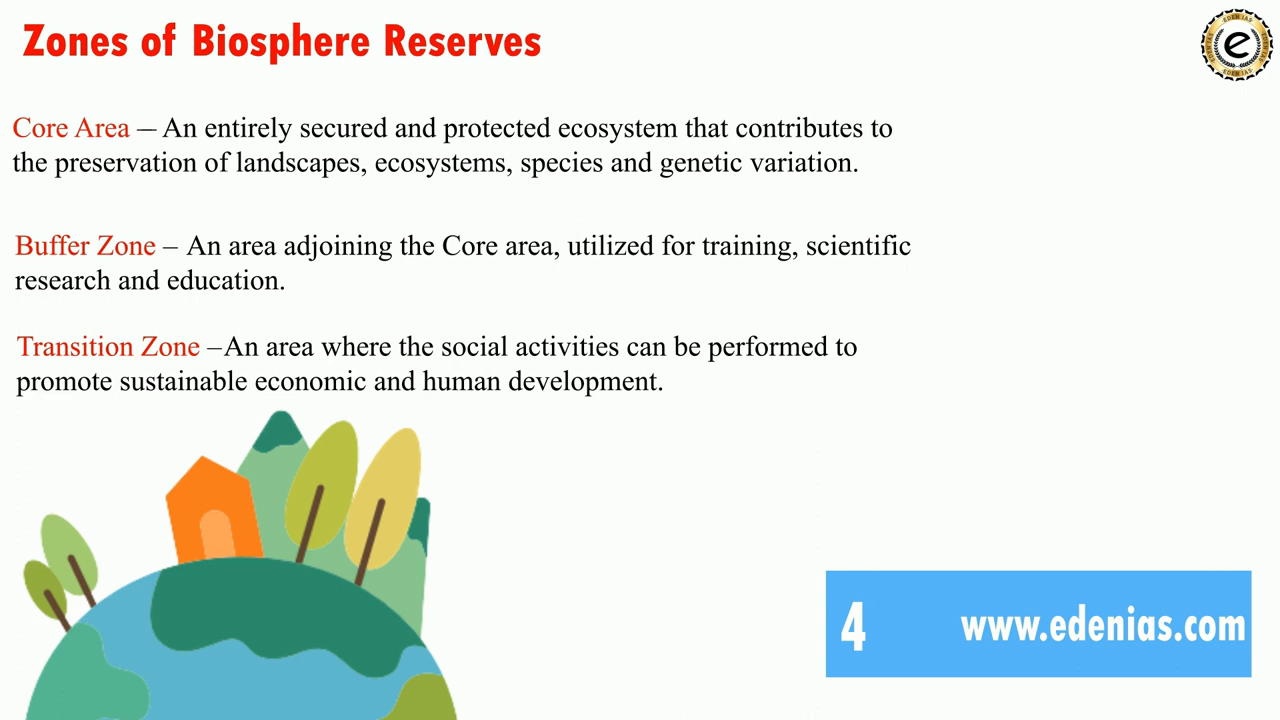 Zones of Biosphere Reserves
EDEN IAS
Core Area – An entirely secured and protected ecosystem that contributes to
the preservation of landscapes, ecosystems, species and genetic variation.
Buffer Zone – An area adjoining the Core area, utilized for training, scientific
research and education.
Transition Zone –An area where the social activities can be performed to
promote sustainable economic and human development.
4 www.edenias.com